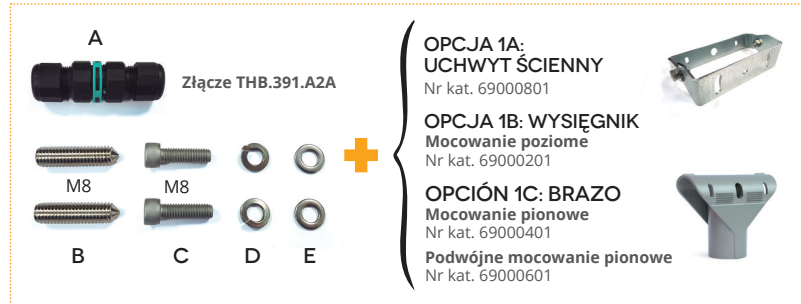 A
Złącze THB.391.A2A
M8
M8
B
C
D
E
OPCJA 1A:
UCHWYT ŚCIENNY
Nr kat. 69000801
OPCJA 1B: WYSIĘGNIK
Mocowanie poziome
Nr kat. 69000201
OPCIÓN 1C: BRAZO
Mocowanie pionowe
Nr kat. 69000401
Podwójne mocowanie pionowe
Nr kat. 69000601